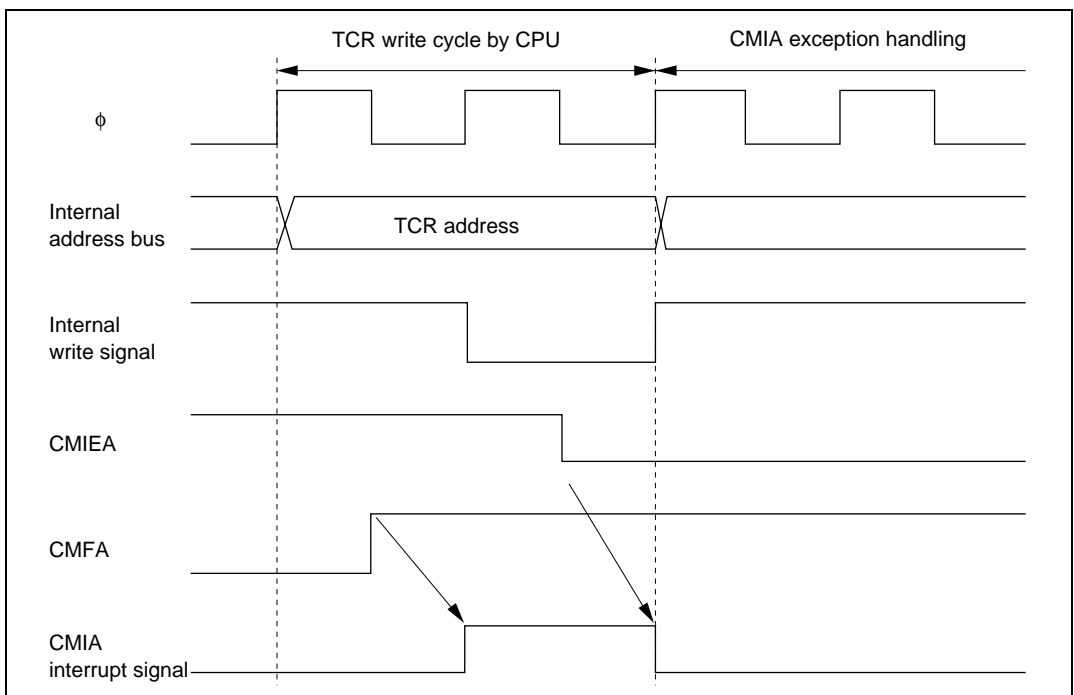 TCR write cycle by CPU
CMIA exception handling
ϕ
Internal
address bus
TCR address
Internal
write signal
CMIEA
CMFA
CMIA
interrupt signal